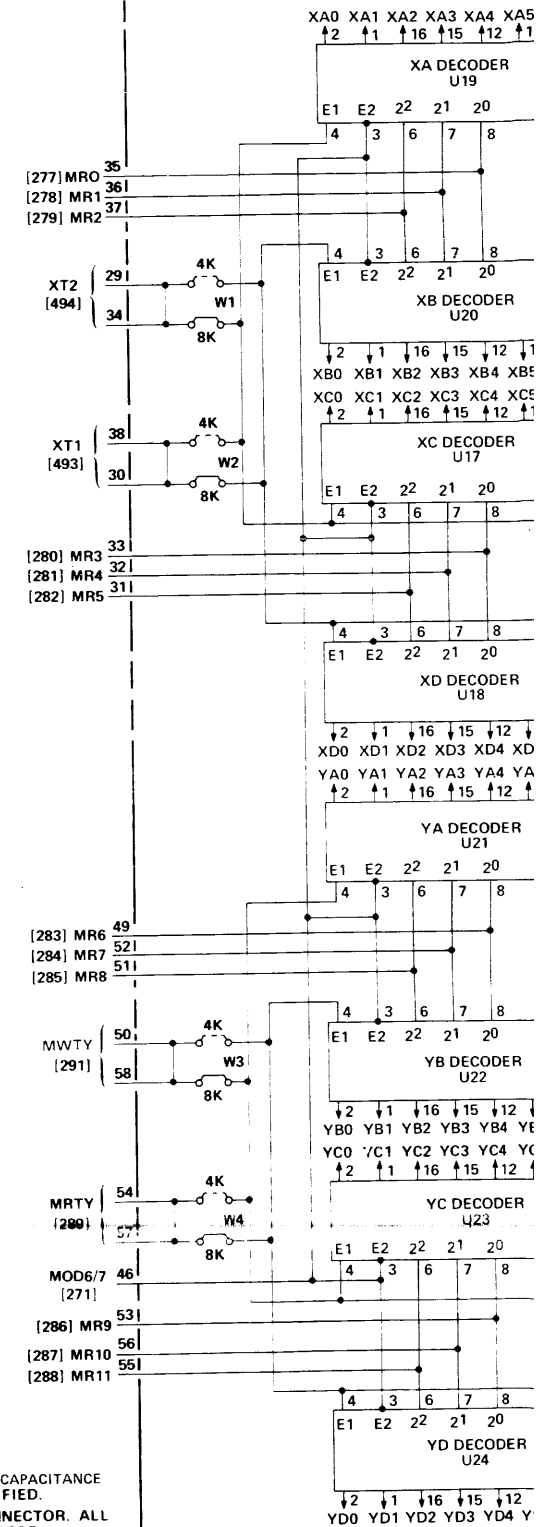 XA0 XA1 XA2 XA3 XA4 XA5
2 1 16 15 12 1
XA DECODER
U19
E1 E2 2² 2¹ 2⁰
4 3 6 7 8
[277] MR0 35
[278] MR1 36
[279] MR2 37
4 3 6 7 8
E1 E2 2² 2¹ 2⁰
XT2 29 4K
[494] W1
34 8K
XB DECODER
U20
2 1 16 15 12 1
XB0 XB1 XB2 XB3 XB4 XB5
XC0 XC1 XC2 XC3 XC4 XC5
2 1 16 15 12 1
XT1 38 4K
[493] W2
30 8K
XC DECODER
U17
E1 E2 2² 2¹ 2⁰
4 3 6 7 8
[280] MR3 33
[281] MR4 32
[282] MR5 31
4 3 6 7 8
E1 E2 2² 2¹ 2⁰
XD DECODER
U18
2 1 16 15 12
XD0 XD1 XD2 XD3 XD4 XD
YA0 YA1 YA2 YA3 YA4 YA
2 1 16 15 12
YA DECODER
U21
E1 E2 2² 2¹ 2⁰
4 3 6 7 8
[283] MR6 49
[284] MR7 52
[285] MR8 51
4 3 6 7 8
E1 E2 2² 2¹ 2⁰
MWTY 50 4K
[291] W3
58 8K
YB DECODER
U22
2 1 16 15 12
YB0 YB1 YB2 YB3 YB4 YB
YC0 YC1 YC2 YC3 YC4 YC
2 1 16 15 12
MRTY 54 4K
[289] W4
57 8K
YC DECODER
U23
E1 E2 2² 2¹ 2⁰
4 3 6 7 8
MOD6/7 46
[271]
[286] MR9 53
[287] MR10 56
[288] MR11 55
4 3 6 7 8
E1 E2 2² 2¹ 2⁰
YD DECODER
U24
CAPACITANCE
FIED.
NECTOR. ALL
2 1 16 15 12
YD0 YD1 YD2 YD3 YD4